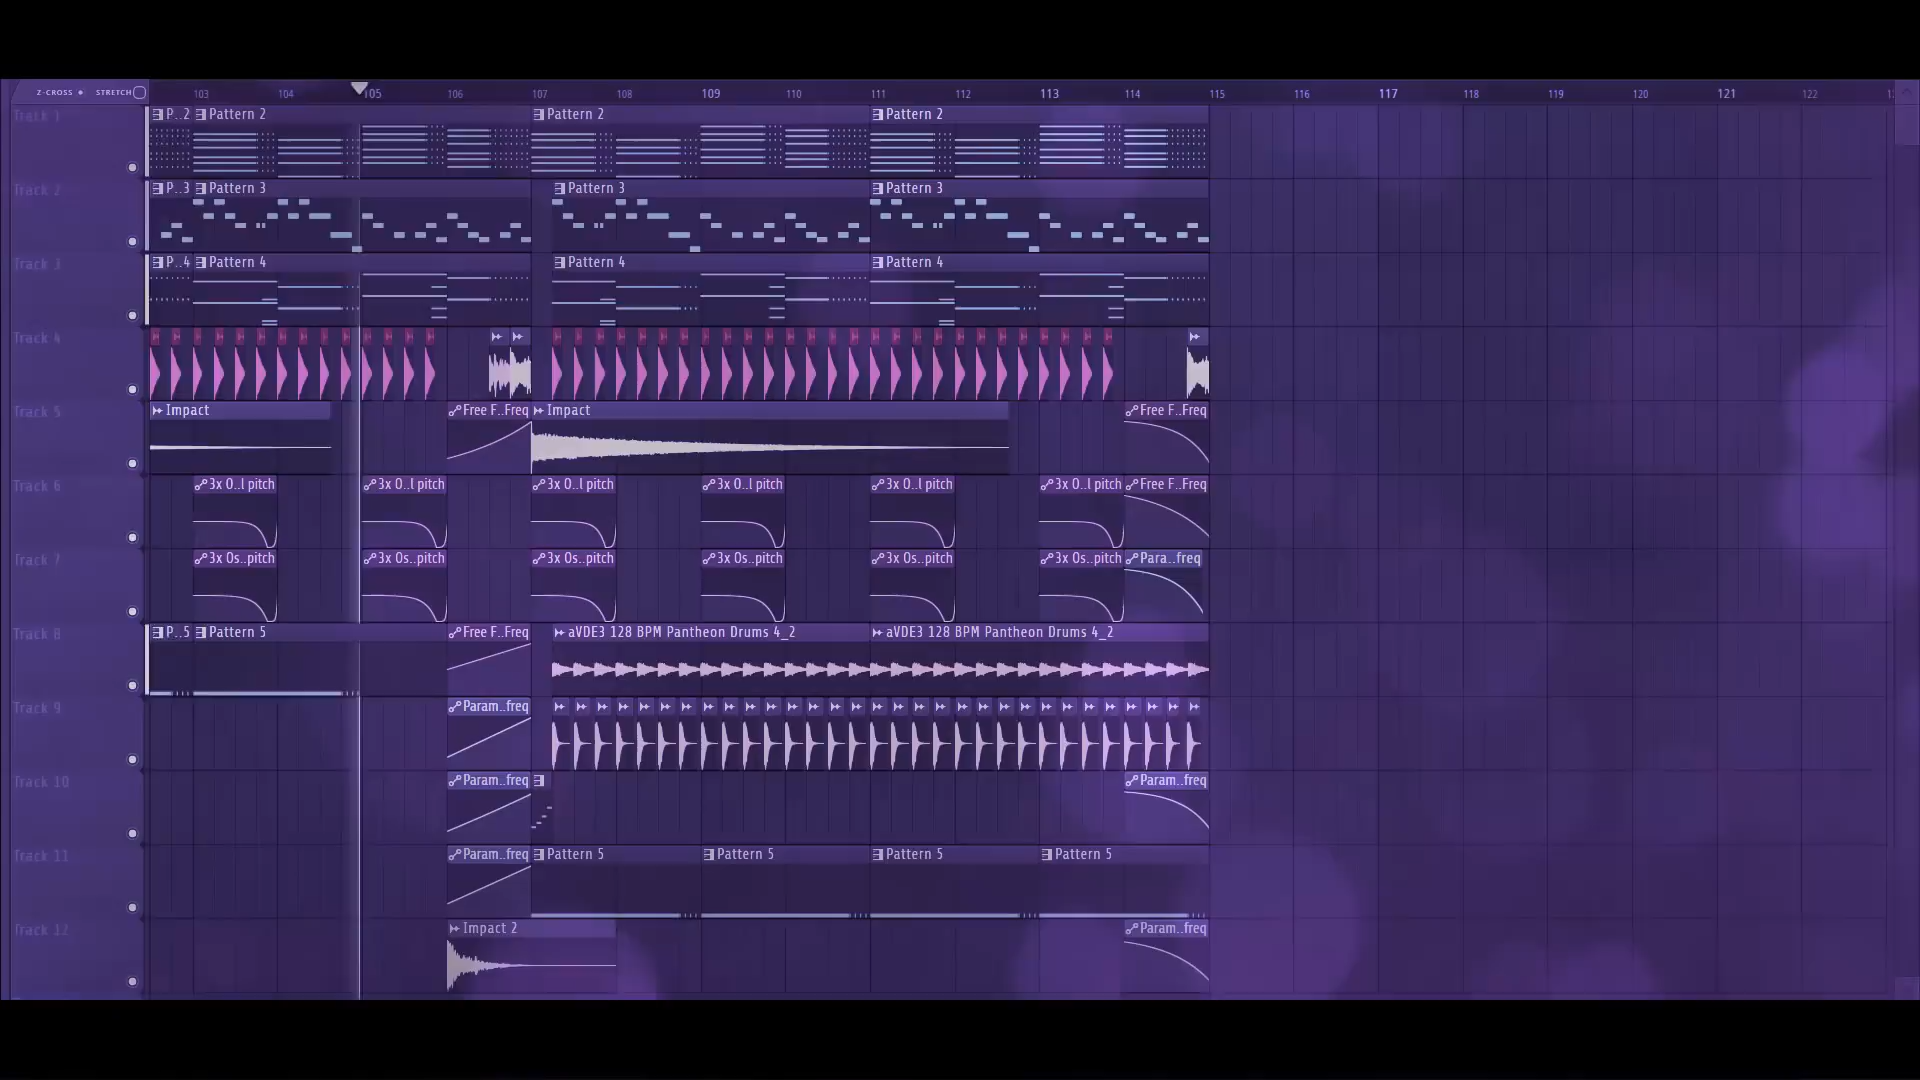 Z-CROSS STRETCH
103 104 105 106 107 108 109 110 111 112 113 114 115 116 117 118 119 120 121 122
Track 1 P..2 Pattern 2 Pattern 2 Pattern 2
Track 2 P..3 Pattern 3 Pattern 3 Pattern 3
Track 3 P..4 Pattern 4 Pattern 4 Pattern 4
Track 4
Track 5 Impact Free F..Freq Impact Free F..Freq
Track 6 3x O..l pitch 3x O..l pitch 3x O..l pitch 3x O..l pitch 3x O..l pitch 3x O..l pitch Free F..Freq
Track 7 3x Os..pitch 3x Os..pitch 3x Os..pitch 3x Os..pitch 3x Os..pitch 3x Os..pitch Para..freq
Track 8 P..5 Pattern 5 Free F..Freq aVDE3 128 BPM Pantheon Drums 4_2 aVDE3 128 BPM Pantheon Drums 4_2
Track 9 Param..freq
Track 10 Param..freq Param..freq
Track 11 Param..freq Pattern 5 Pattern 5 Pattern 5 Pattern 5
Track 12 Impact 2 Param..freq